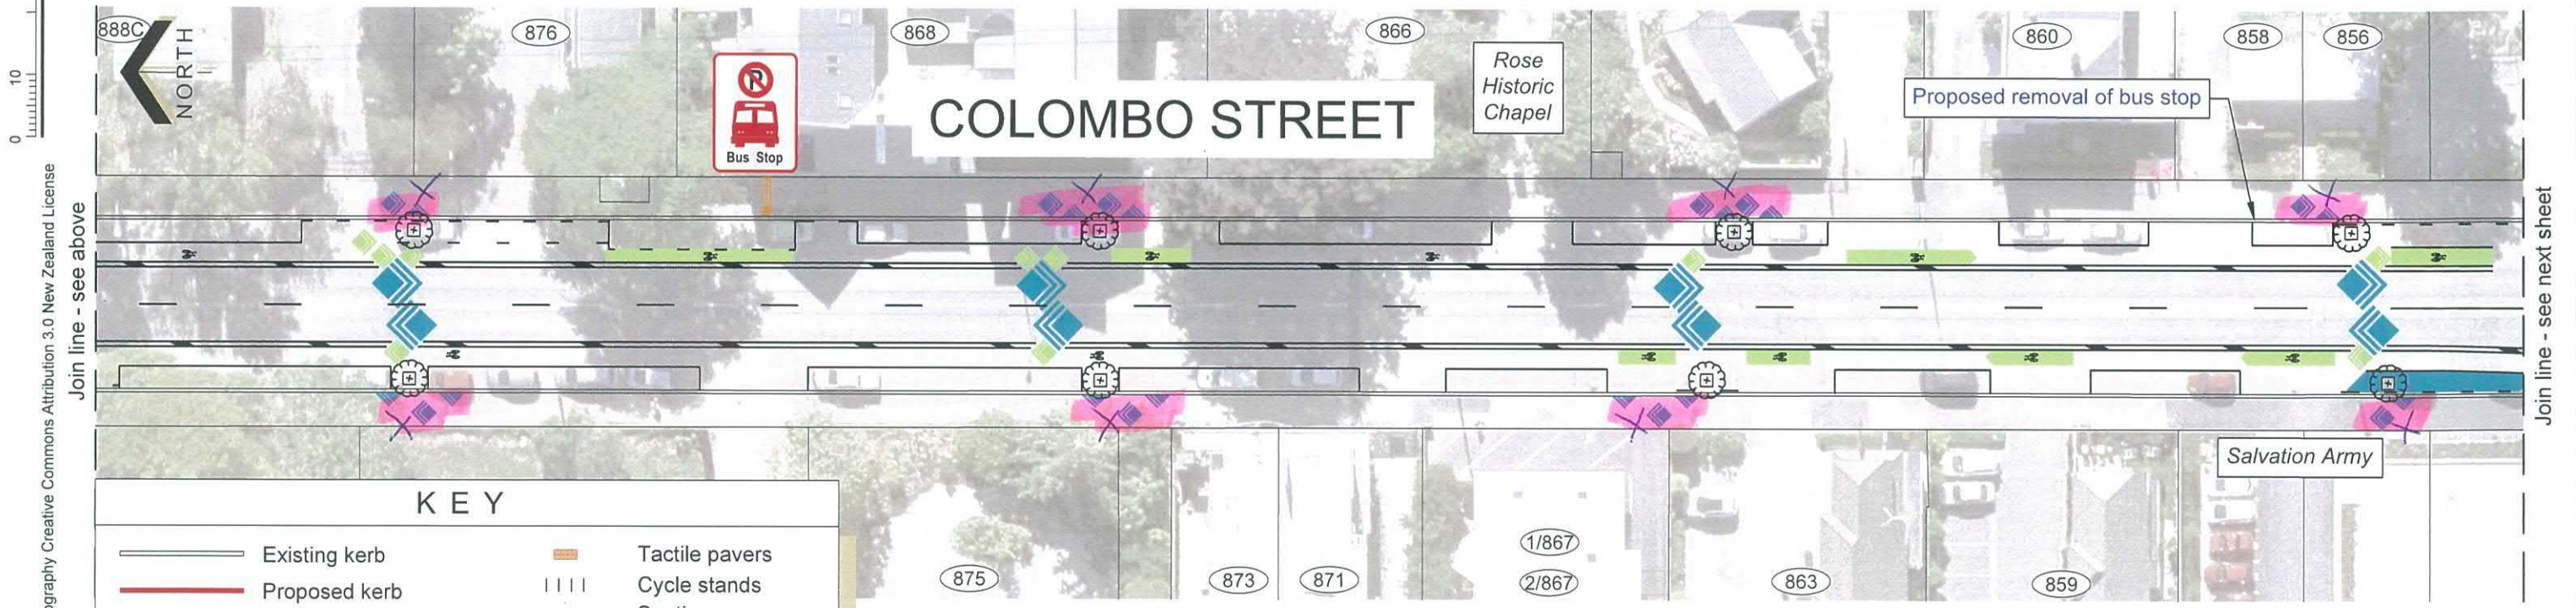 888C
NORTH
876
868
866
860
858
856
P
Bus Stop
COLOMBO STREET
Rose
Historic
Chapel
Proposed removal of bus stop
10
0
ography Creative Commons Attribution 3.0 New Zealand License
Join line - see above
Join line - see next sheet
Salvation Army
KEY
Existing kerb
Tactile pavers
Proposed kerb
Cycle stands
875
873
871
1/867
2/867
863
859